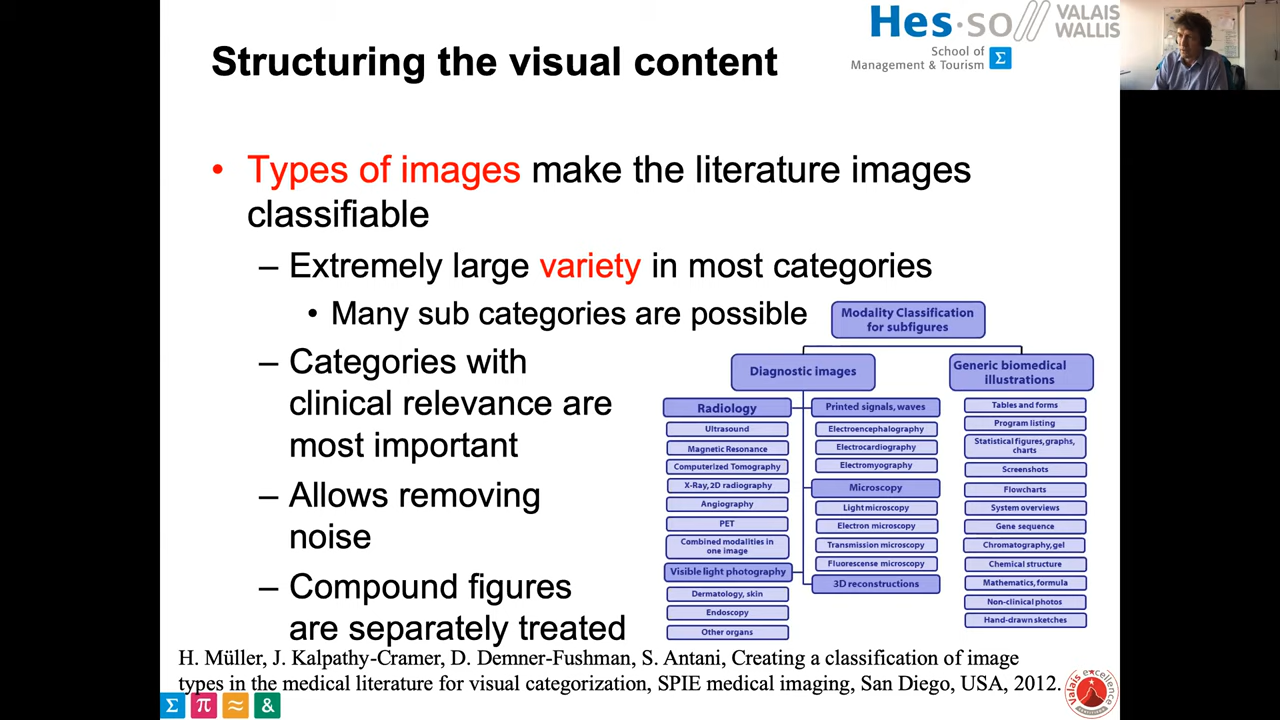 Hes·so// VALAIS
WALLIS
School of
Management & Tourism Σ
Structuring the visual content
• Types of images make the literature images
classifiable
– Extremely large variety in most categories
• Many sub categories are possible
– Categories with
clinical relevance are
most important
– Allows removing
noise
– Compound figures
are separately treated
Modality Classification
for subfigures
Diagnostic images
Radiology
Ultrasound
Magnetic Resonance
Computerized Tomography
X-Ray, 2D radiography
Angiography
PET
Combined modalities in
one image
Visible light photography
Dermatology, skin
Endoscopy
Other organs
Printed signals, waves
Electroencephalography
Electrocardiography
Electromyography
Microscopy
Light microscopy
Electron microscopy
Transmission microscopy
Fluorescense microscopy
3D reconstructions
Generic biomedical
illustrations
Tables and forms
Program listing
Statistical figures, graphs,
charts
Screenshots
Flowcharts
System overviews
Gene sequence
Chromatography, gel
Chemical structure
Mathematics, formula
Non-clinical photos
Hand-drawn sketches
H. Müller, J. Kalpathy-Cramer, D. Demner-Fushman, S. Antani, Creating a classification of image
types in the medical literature for visual categorization, SPIE medical imaging, San Diego, USA, 2012.
Σ π ≈ &
Valais
Excellence